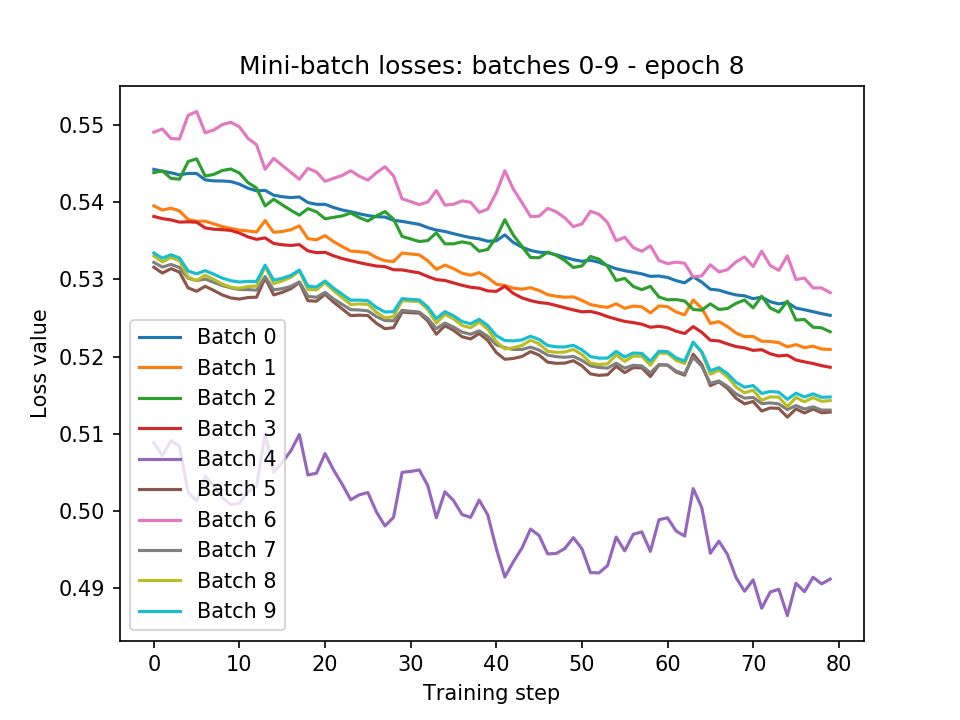 Mini-batch losses: batches 0-9 - epoch 8
Loss value
0.55
0.54
0.53
0.52
0.51
0.50
0.49
Batch 0
Batch 1
Batch 2
Batch 3
Batch 4
Batch 5
Batch 6
Batch 7
Batch 8
Batch 9
0 10 20 30 40 50 60 70 80
Training step